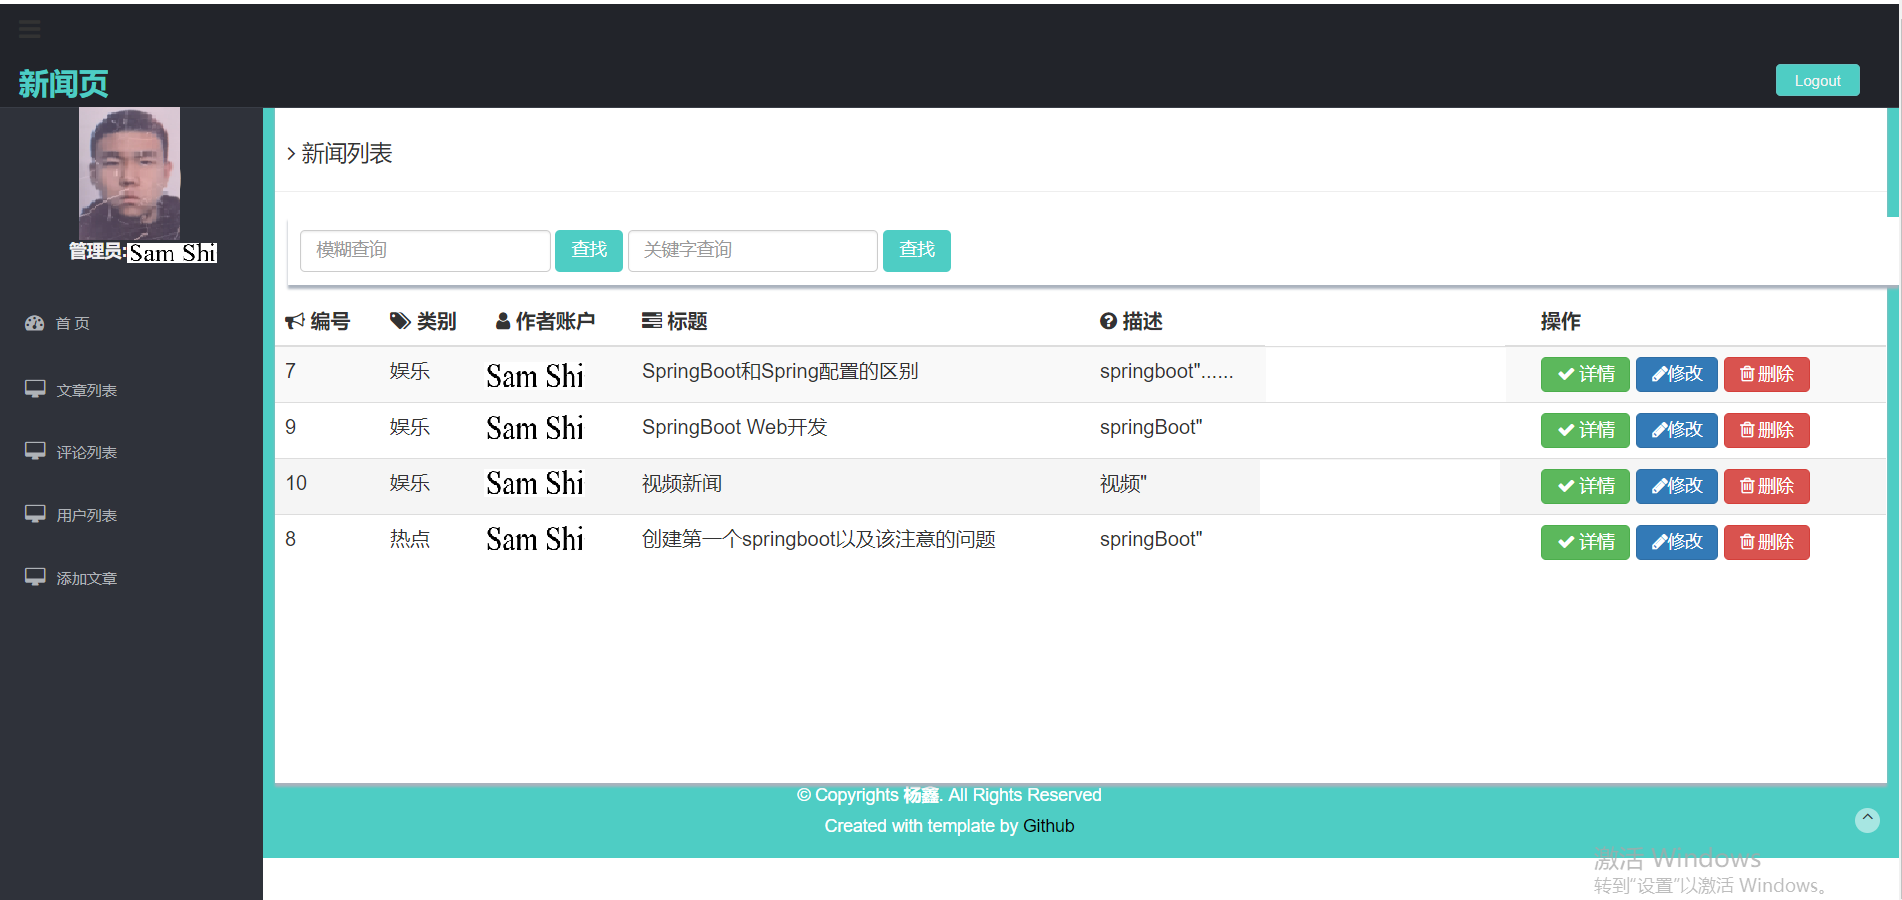 新闻页
Logout
管理员:Sam Shi
首 页
文章列表
评论列表
用户列表
添加文章
新闻列表
模糊查询 查找 关键字查询 查找
编号 类别 作者账户 标题 描述 操作
7 娱乐 Sam Shi SpringBoot和Spring配置的区别 springboot"...... 详情 修改 删除
9 娱乐 Sam Shi SpringBoot Web开发 springBoot" 详情 修改 删除
10 娱乐 Sam Shi 视频新闻 视频" 详情 修改 删除
8 热点 Sam Shi 创建第一个springboot以及该注意的问题 springBoot" 详情 修改 删除
© Copyrights 杨鑫. All Rights Reserved
Created with template by Github
激活 Windows
转到“设置”以激活 Windows。